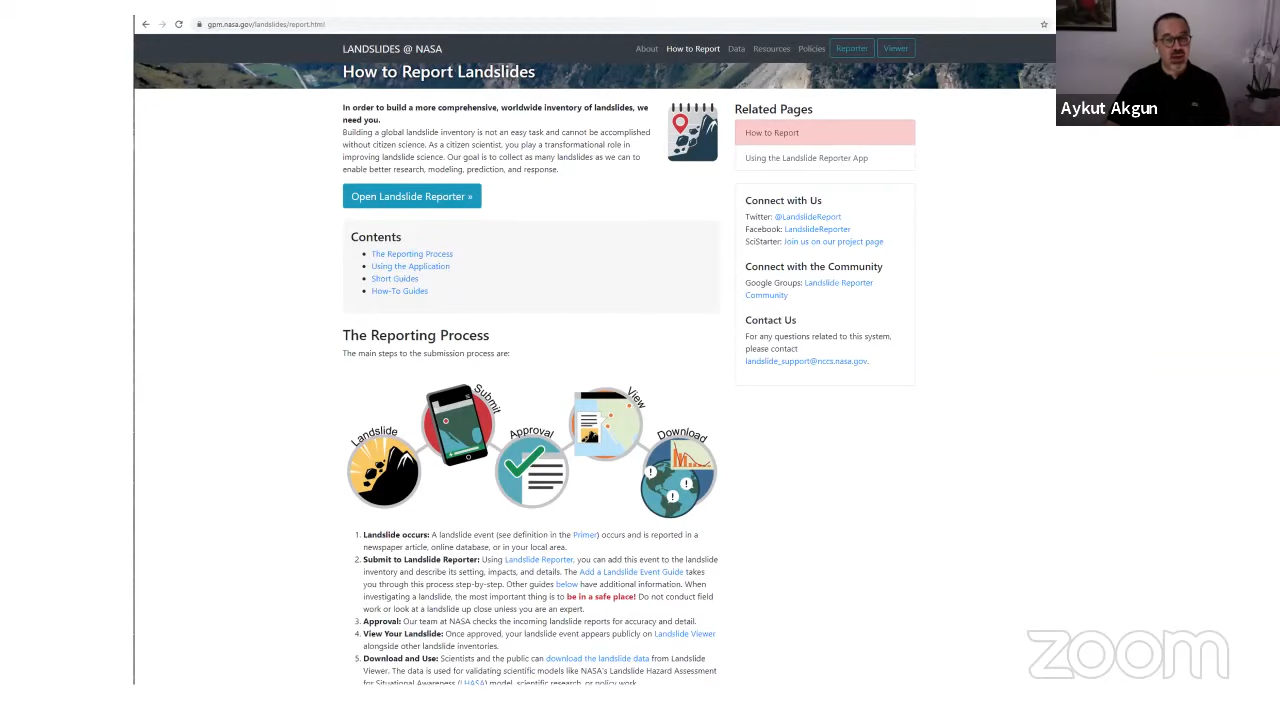 gpm.nasa.gov/landslides/report.html
LANDSLIDES @ NASA
About How to Report Data Resources Policies Reporter Viewer
How to Report Landslides
In order to build a more comprehensive, worldwide inventory of landslides, we
need you.
Building a global landslide inventory is not an easy task and cannot be accomplished
without citizen science. As a citizen scientist, you play a transformational role in
improving landslide science. Our goal is to collect as many landslides as we can to
enable better research, modeling, prediction, and response.
Open Landslide Reporter »
Contents
The Reporting Process
Using the Application
Short Guides
How-To Guides
The Reporting Process
The main steps to the submission process are:
Landslide
Submit
Approval
View
Download
1. Landslide occurs: A landslide event (see definition in the Primer) occurs and is reported in a
newspaper article, online database, or in your local area.
2. Submit to Landslide Reporter: Using Landslide Reporter, you can add this event to the landslide
inventory and describe its setting, impacts, and details. The Add a Landslide Event Guide takes
you through this process step-by-step. Other guides below have additional information. When
investigating a landslide, the most important thing is to be in a safe place! Do not conduct field
work or look at a landslide up close unless you are an expert.
3. Approval: Our team at NASA checks the incoming landslide reports for accuracy and detail.
4. View Your Landslide: Once approved, your landslide event appears publicly on Landslide Viewer
alongside other landslide inventories.
5. Download and Use: Scientists and the public can download the landslide data from Landslide
Viewer. The data is used for validating scientific models like NASA's Landslide Hazard Assessment
for Situational Awareness (LHASA) model, scientific research, or policy work.
Related Pages
How to Report
Using the Landslide Reporter App
Connect with Us
Twitter: @LandslideReport
Facebook: LandslideReporter
SciStarter: Join us on our project page
Connect with the Community
Google Groups: Landslide Reporter
Community
Contact Us
For any questions related to this system,
please contact
landslide_support@nccs.nasa.gov.
Aykut Akgun
zoom